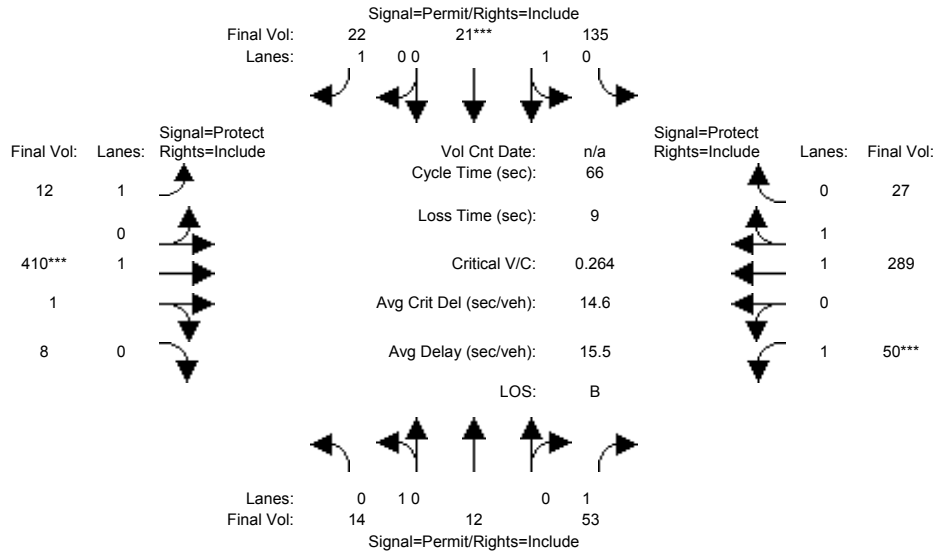 Signal=Permit/Rights=Include
Final Vol: 22 21*** 135
Lanes: 1 0 0 1 0
Signal=Protect Signal=Protect
Final Vol: Lanes: Rights=Include Vol Cnt Date: n/a Rights=Include Lanes: Final Vol:
Cycle Time (sec): 66
12 1 0 27
Loss Time (sec): 9
0 1
410*** 1 Critical V/C: 0.264 1 289
1 Avg Crit Del (sec/veh): 14.6 0
8 0 Avg Delay (sec/veh): 15.5 1 50***
LOS: B
Lanes: 0 1 0 0 1
Final Vol: 14 12 53
Signal=Permit/Rights=Include